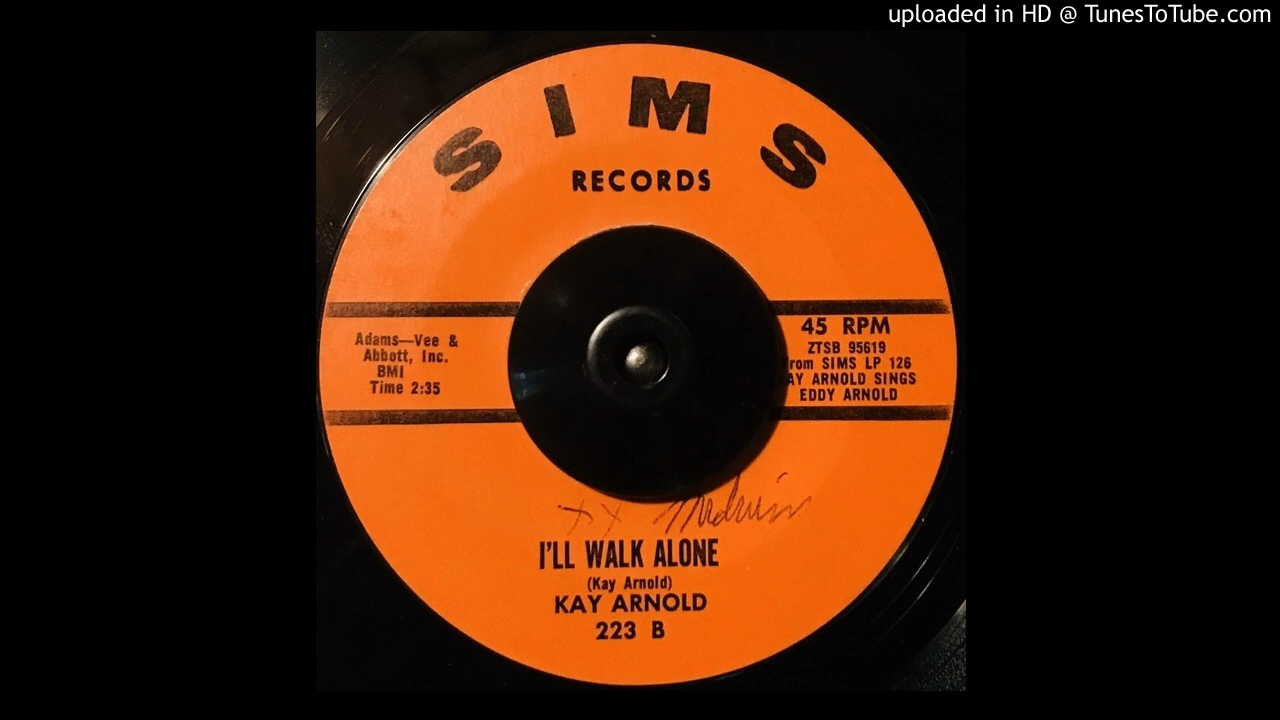 uploaded in HD @ TunesToTube.com
SIMS
RECORDS
Adams—Vee &
Abbott, Inc.
BMI
Time 2:35
45 RPM
ZTSB 95619
rom SIMS LP 126
AY ARNOLD SINGS
EDDY ARNOLD
xx
I'LL WALK ALONE
(Kay Arnold)
KAY ARNOLD
223 B